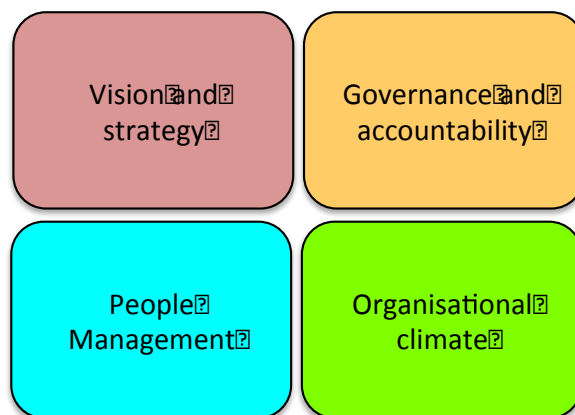 Vision and
strategy
Governance and
accountability
People
Management
Organisational
climate